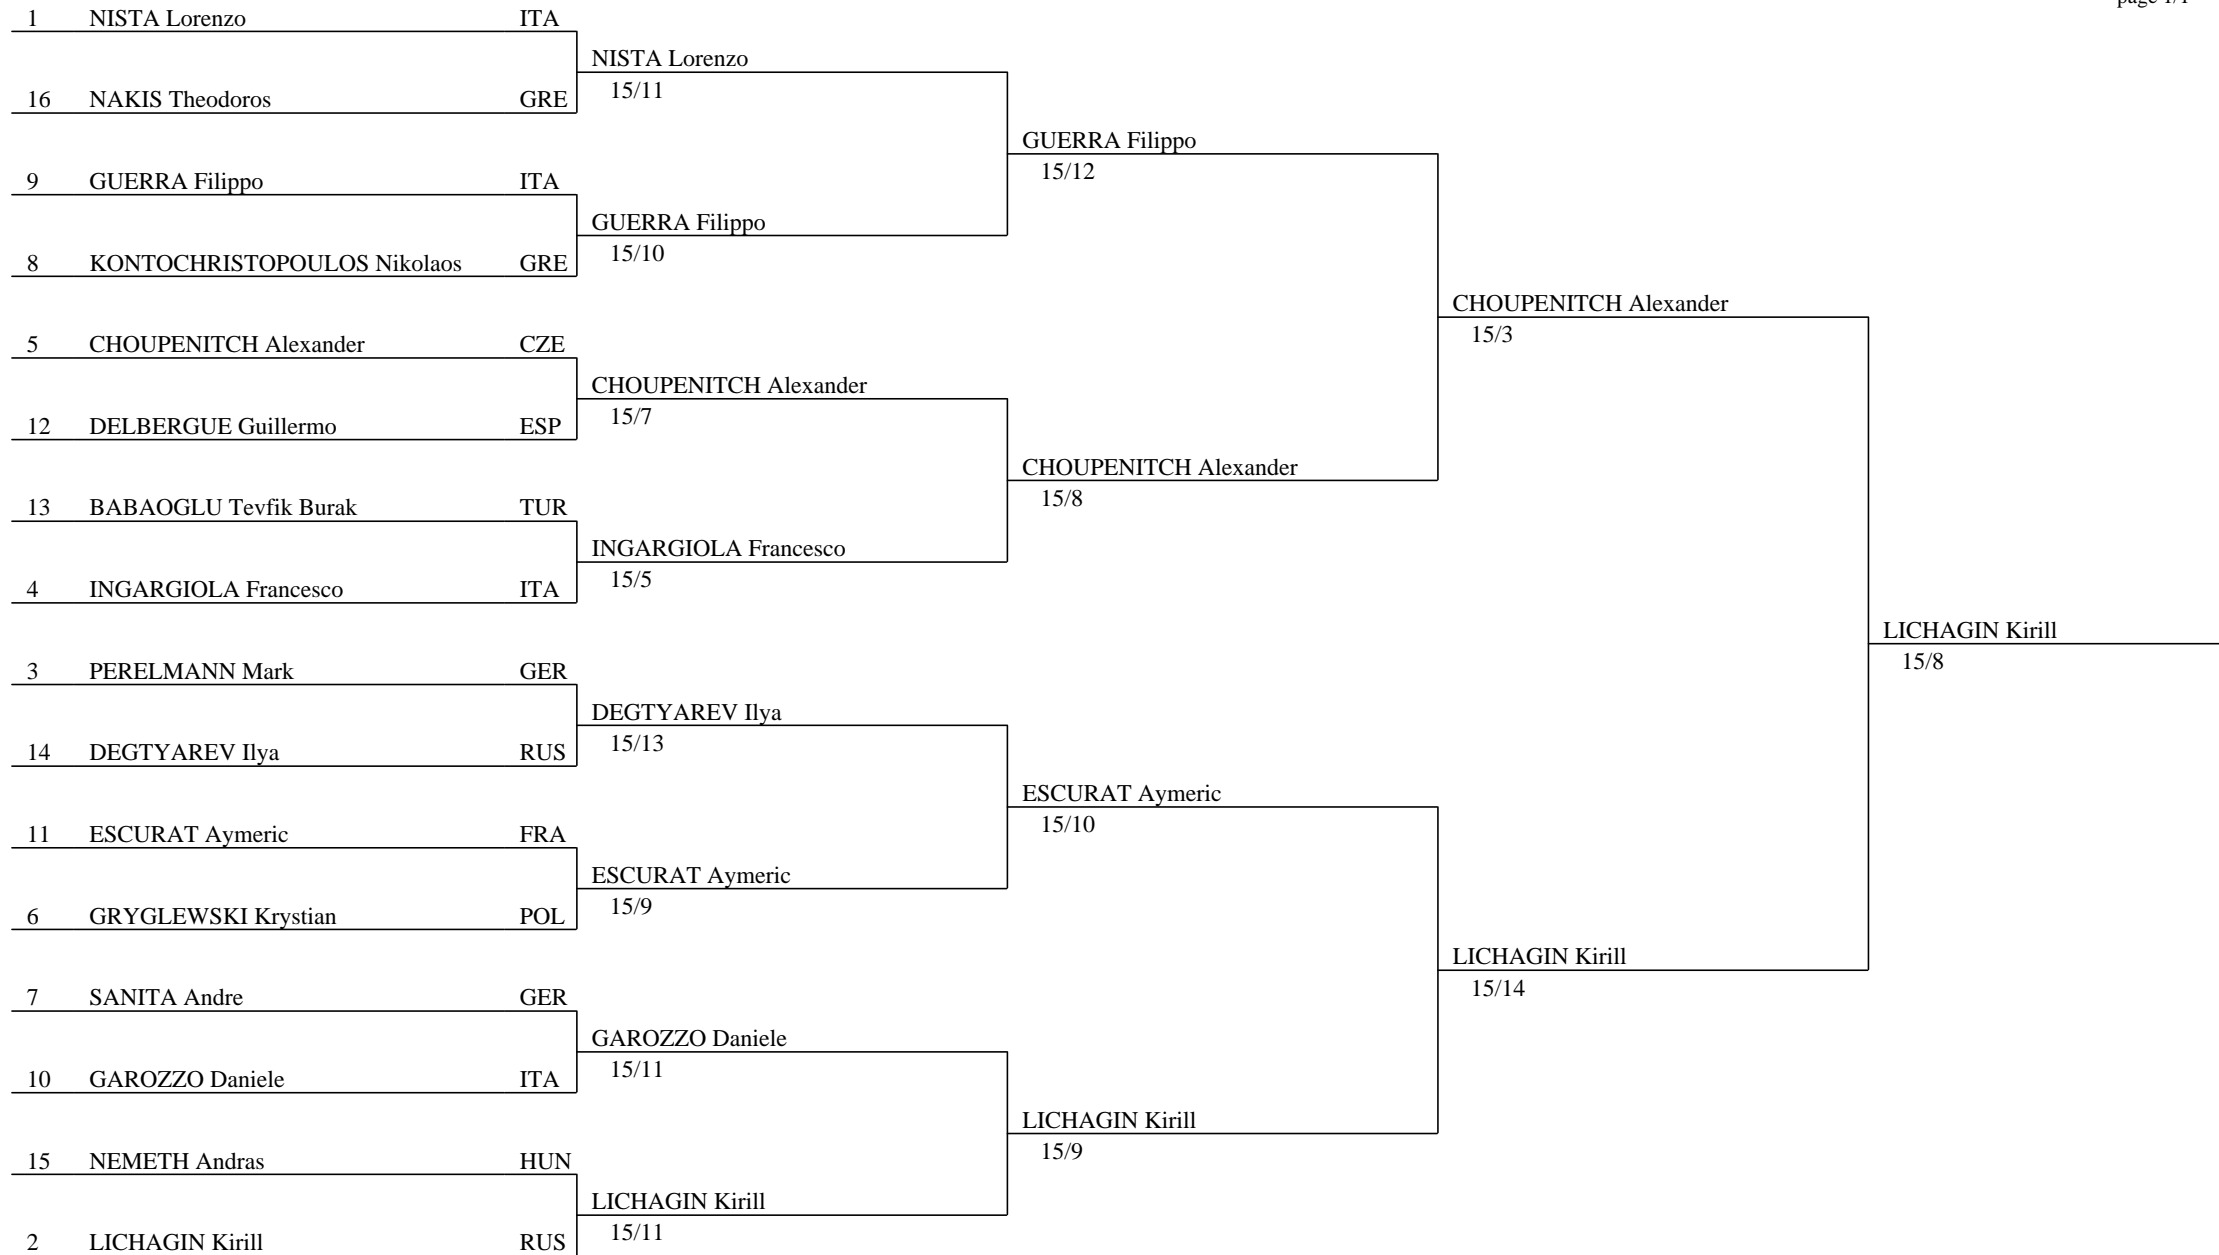 page 1/1
1 NISTA Lorenzo ITA
NISTA Lorenzo
15/11
16 NAKIS Theodoros GRE
GUERRA Filippo
15/12
9 GUERRA Filippo ITA
GUERRA Filippo
15/10
8 KONTOCHRISTOPOULOS Nikolaos GRE
CHOUPENITCH Alexander
15/3
5 CHOUPENITCH Alexander CZE
CHOUPENITCH Alexander
15/7
12 DELBERGUE Guillermo ESP
CHOUPENITCH Alexander
15/8
13 BABAOGLU Tevfik Burak TUR
INGARGIOLA Francesco
15/5
4 INGARGIOLA Francesco ITA
LICHAGIN Kirill
15/8
3 PERELMANN Mark GER
DEGTYAREV Ilya
15/13
14 DEGTYAREV Ilya RUS
ESCURAT Aymeric
15/10
11 ESCURAT Aymeric FRA
ESCURAT Aymeric
15/9
6 GRYGLEWSKI Krystian POL
LICHAGIN Kirill
15/14
7 SANITA Andre GER
GAROZZO Daniele
15/11
10 GAROZZO Daniele ITA
LICHAGIN Kirill
15/9
15 NEMETH Andras HUN
LICHAGIN Kirill
15/11
2 LICHAGIN Kirill RUS